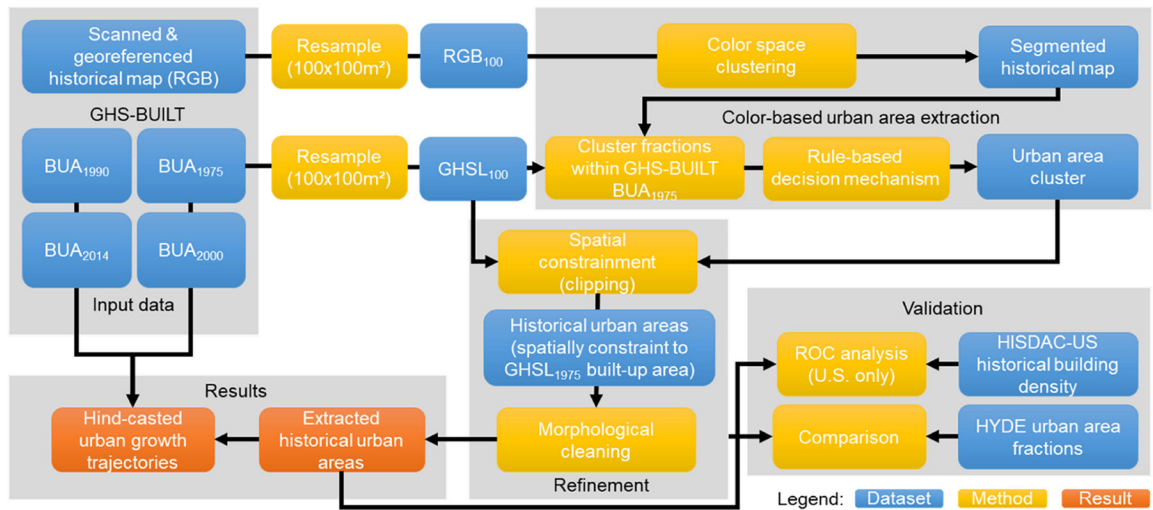 Scanned &
georeferenced
historical map (RGB)
Resample
(100x100m²)
RGB100
Color space
clustering
Segmented
historical map
Color-based urban area extraction
GHS-BUILT
BUA1990
BUA1975
BUA2014
BUA2000
Input data
Resample
(100x100m²)
GHSL100
Cluster fractions
within GHS-BUILT
BUA1975
Rule-based
decision mechanism
Urban area
cluster
Spatial
constrainment
(clipping)
Historical urban areas
(spatially constraint to
GHSL1975 built-up area)
Morphological
cleaning
Refinement
Results
Hind-casted
urban growth
trajectories
Extracted
historical urban
areas
Validation
ROC analysis
(U.S. only)
HISDAC-US
historical building
density
Comparison
HYDE urban area
fractions
Legend: Dataset Method Result